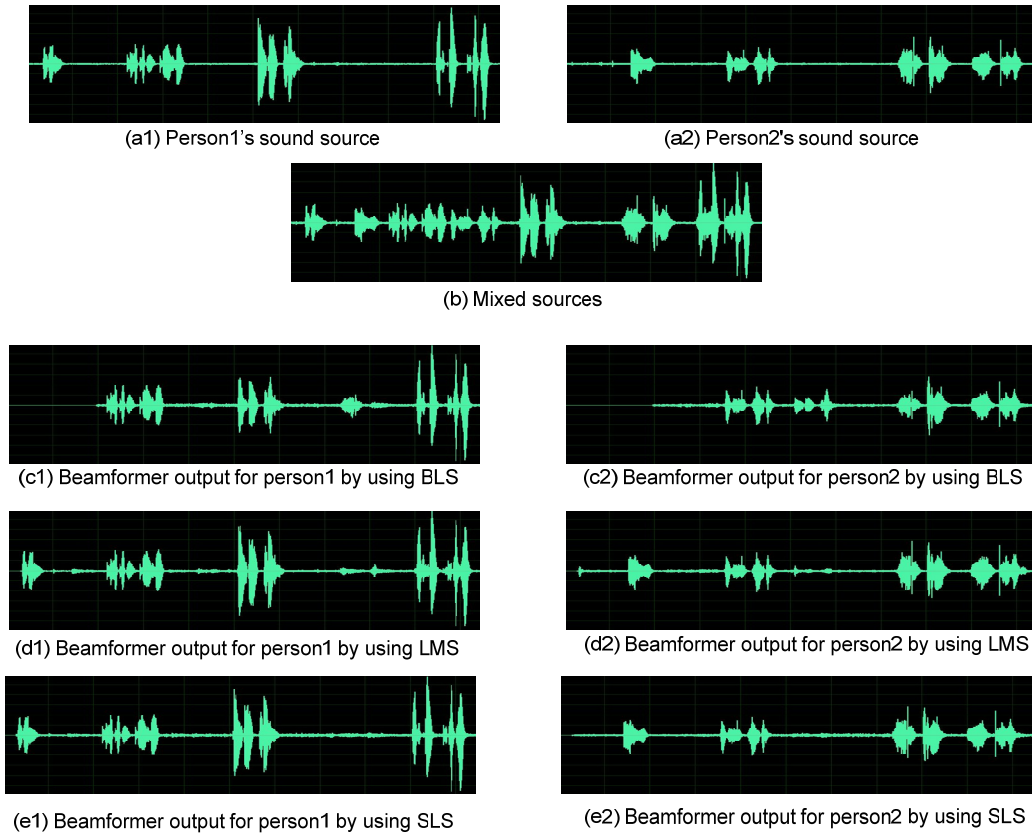 (a1) Person1's sound source
(a2) Person2's sound source
(b) Mixed sources
(c1) Beamformer output for person1 by using BLS
(c2) Beamformer output for person2 by using BLS
(d1) Beamformer output for person1 by using LMS
(d2) Beamformer output for person2 by using LMS
(e1) Beamformer output for person1 by using SLS
(e2) Beamformer output for person2 by using SLS